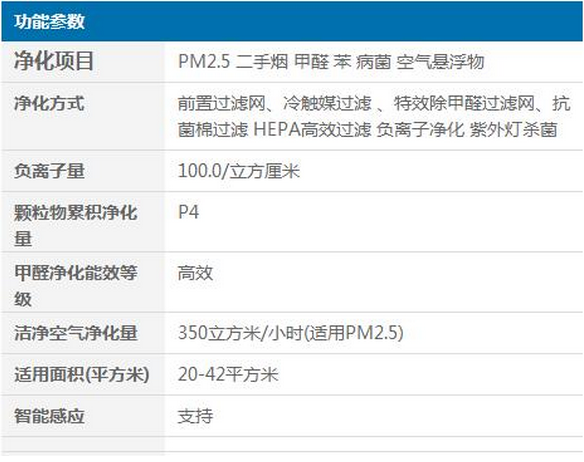 功能参数
净化项目
PM2.5 二手烟 甲醛 苯 病菌 空气悬浮物
净化方式
前置过滤网、冷触媒过滤 、特效除甲醛过滤网、抗
菌棉过滤 HEPA高效过滤 负离子净化 紫外灯杀菌
负离子量
100.0/立方厘米
颗粒物累积净化
量
P4
甲醛净化能效等
级
高效
洁净空气净化量
350立方米/小时(适用PM2.5)
适用面积(平方米)
20-42平方米
智能感应
支持